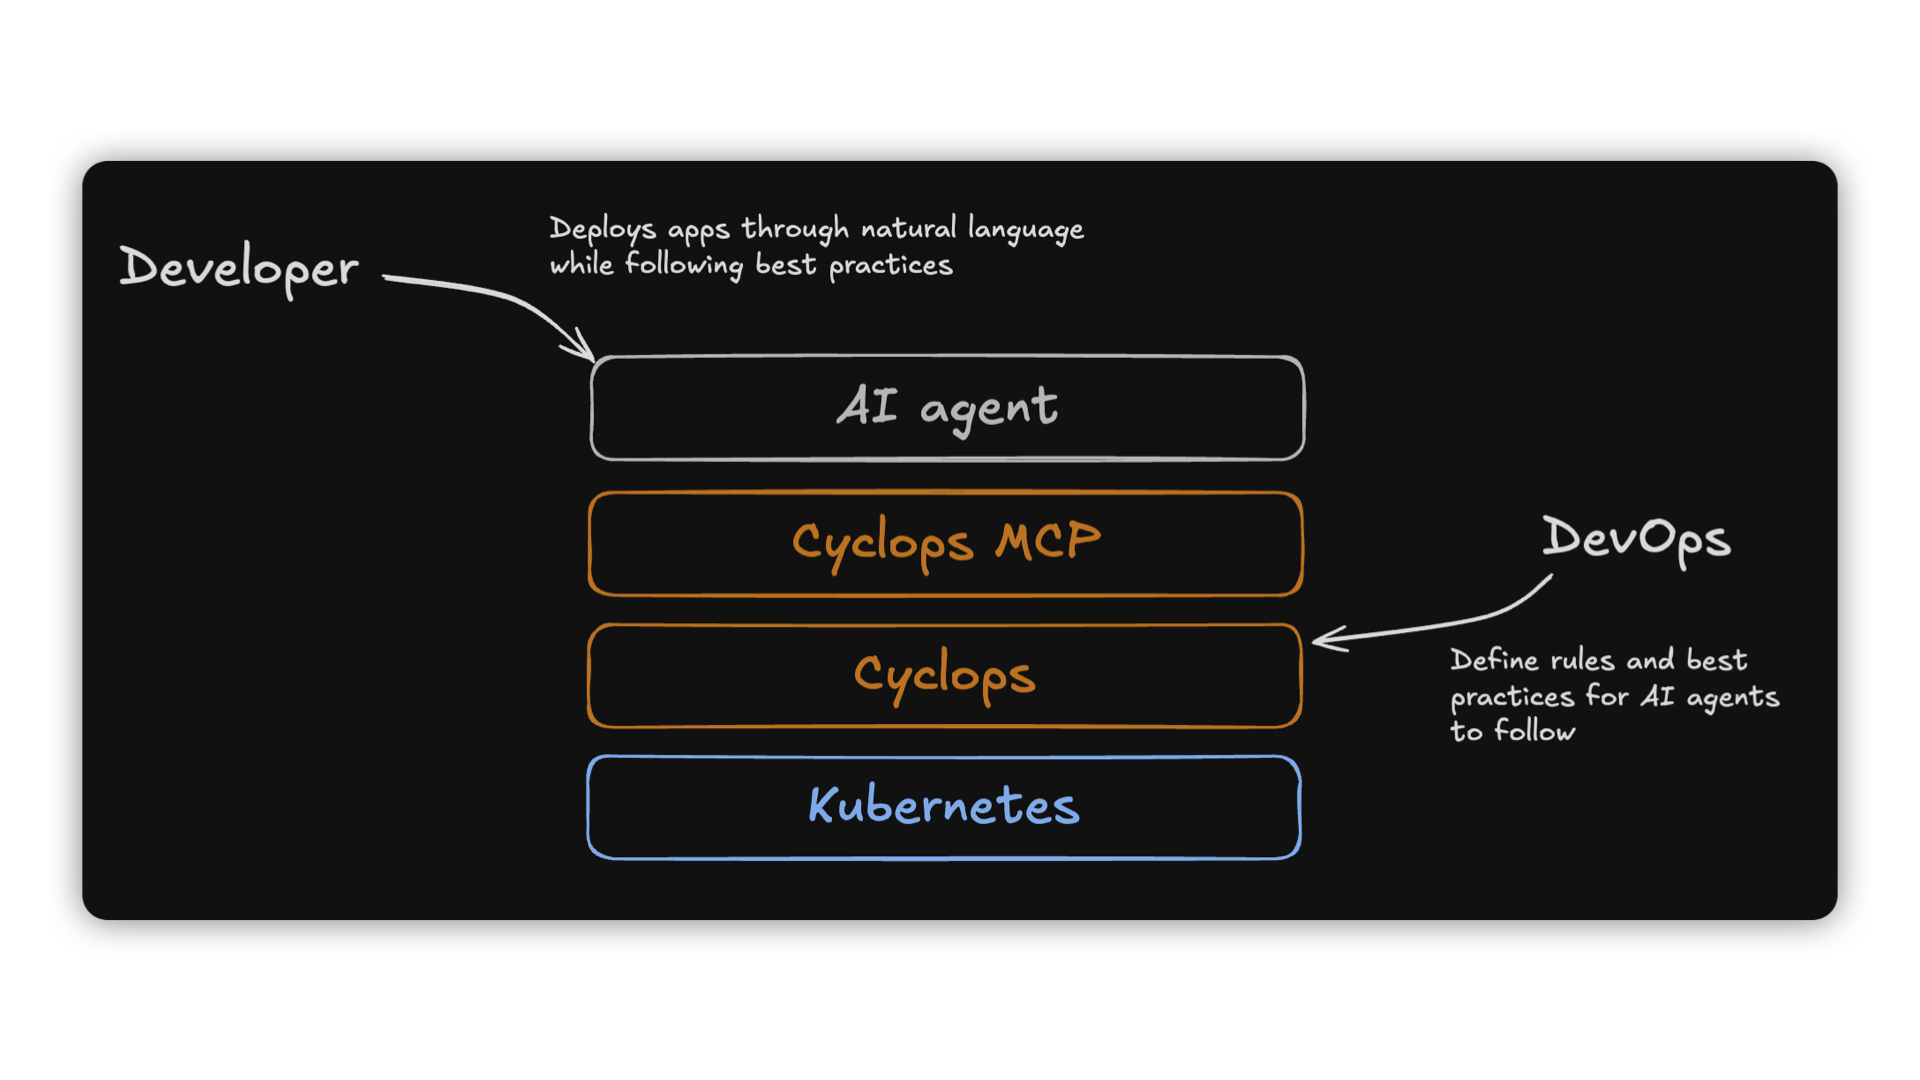 Developer
Deploys apps through natural language
while following best practices
AI agent
Cyclops MCP
DevOps
Cyclops
Define rules and best
practices for AI agents
to follow
Kubernetes